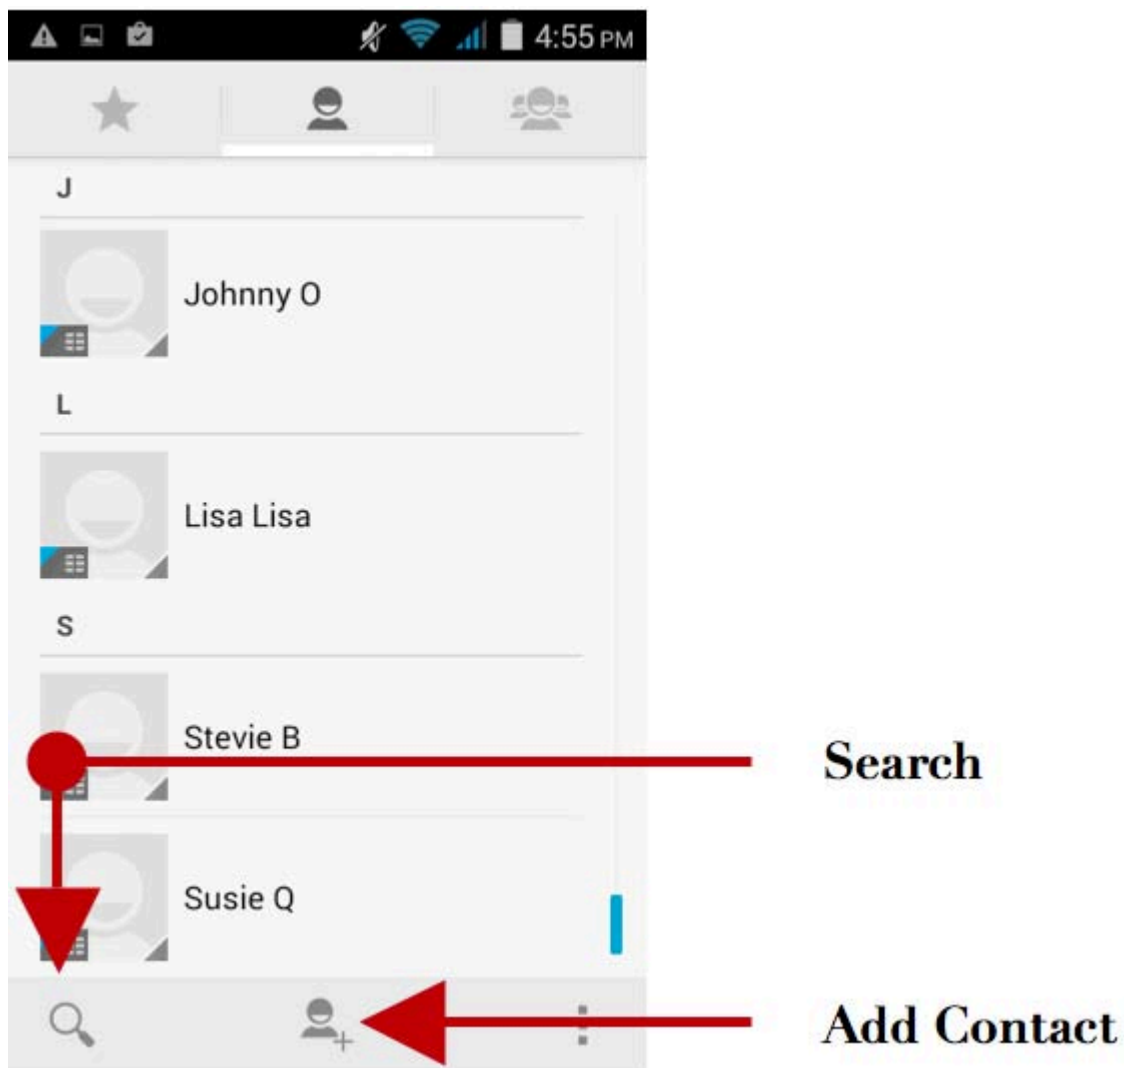 4:55 PM
J
Johnny O
L
Lisa Lisa
S
Stevie B
Search
Susie Q
Add Contact